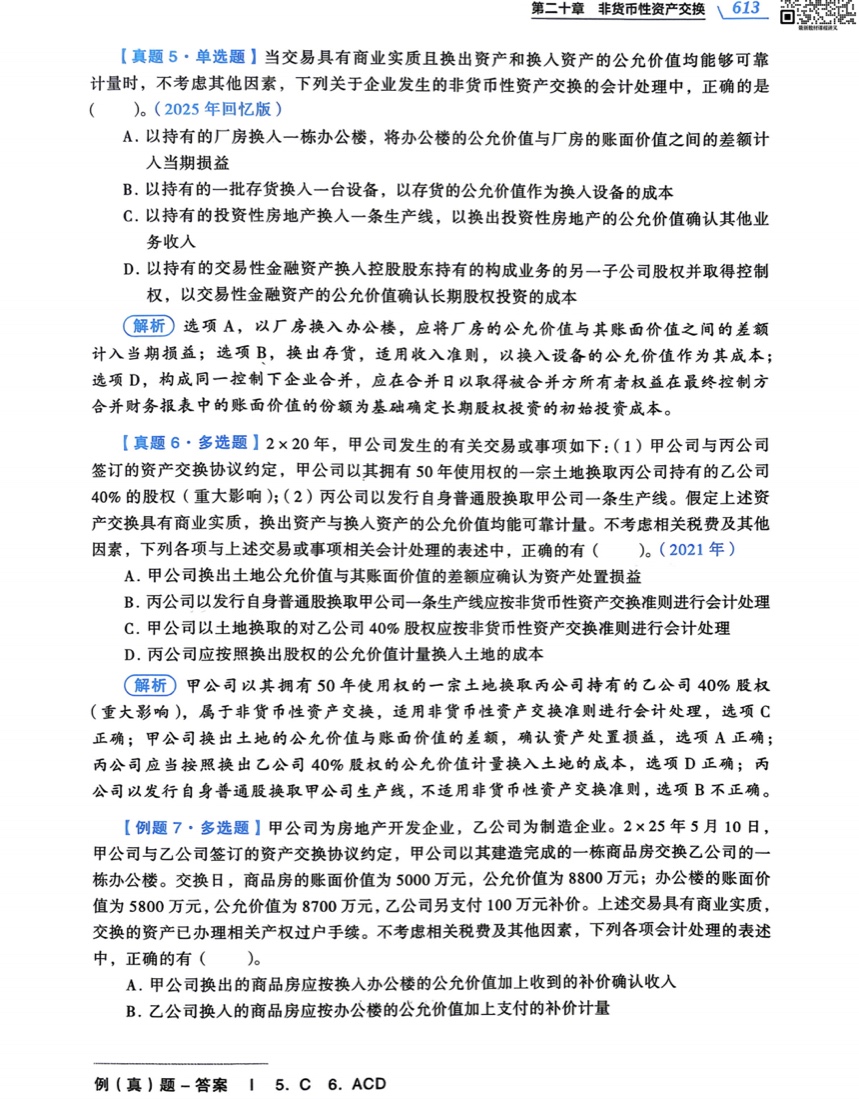 第二十章 非货币性资产交换 613
【真题5·单选题】当交易具有商业实质且换出资产和换入资产的公允价值均能够可靠
计量时，不考虑其他因素，下列关于企业发生的非货币性资产交换的会计处理中，正确的是
（ ）。（2025年回忆版）
A. 以持有的厂房换入一栋办公楼，将办公楼的公允价值与厂房的账面价值之间的差额计
入当期损益
B. 以持有的一批存货换入一台设备，以存货的公允价值作为换入设备的成本
C. 以持有的投资性房地产换入一条生产线，以换出投资性房地产的公允价值确认其他业
务收入
D. 以持有的交易性金融资产换入控股股东持有的构成业务的另一子公司股权并取得控制
权，以交易性金融资产的公允价值确认长期股权投资的成本
解析 选项A，以厂房换入办公楼，应将厂房的公允价值与其账面价值之间的差额
计入当期损益；选项B，换出存货，适用收入准则，以换入设备的公允价值作为其成本；
选项D，构成同一控制下企业合并，应在合并日以取得被合并方所有者权益在最终控制方
合并财务报表中的账面价值的份额为基础确定长期股权投资的初始投资成本。
【真题6·多选题】2×20年，甲公司发生的有关交易或事项如下：（1）甲公司与丙公司
签订的资产交换协议约定，甲公司以其拥有50年使用权的一宗土地换取丙公司持有的乙公司
40%的股权（重大影响）；（2）丙公司以发行自身普通股换取甲公司一条生产线。假定上述资
产交换具有商业实质，换出资产与换入资产的公允价值均能可靠计量。不考虑相关税费及其他
因素，下列各项与上述交易或事项相关会计处理的表述中，正确的有（ ）。（2021年）
A. 甲公司换出土地公允价值与其账面价值的差额应确认为资产处置损益
B. 丙公司以发行自身普通股换取甲公司一条生产线应按非货币性资产交换准则进行会计处理
C. 甲公司以土地换取的对乙公司40%股权应按非货币性资产交换准则进行会计处理
D. 丙公司应按照换出股权的公允价值计量换入土地的成本
解析 甲公司以其拥有50年使用权的一宗土地换取丙公司持有的乙公司40%股权
（重大影响），属于非货币性资产交换，适用非货币性资产交换准则进行会计处理，选项C
正确；甲公司换出土地的公允价值与账面价值的差额，确认资产处置损益，选项A正确；
丙公司应当按照换出乙公司40%股权的公允价值计量换入土地的成本，选项D正确；丙
公司以发行自身普通股换取甲公司生产线，不适用非货币性资产交换准则，选项B不正确。
【例题7·多选题】甲公司为房地产开发企业，乙公司为制造企业。2×25年5月10日，
甲公司与乙公司签订的资产交换协议约定，甲公司以其建造完成的一栋商品房交换乙公司的一
栋办公楼。交换日，商品房的账面价值为5000万元，公允价值为8800万元；办公楼的账面价
值为5800万元，公允价值为8700万元，乙公司另支付100万元补价。上述交易具有商业实质，
交换的资产已办理相关产权过户手续。不考虑相关税费及其他因素，下列各项会计处理的表述
中，正确的有（ ）。
A. 甲公司换出的商品房应按换入办公楼的公允价值加上收到的补价确认收入
B. 乙公司换入的商品房应按办公楼的公允价值加上支付的补价计量
例（真）题－答案 | 5. C 6. ACD